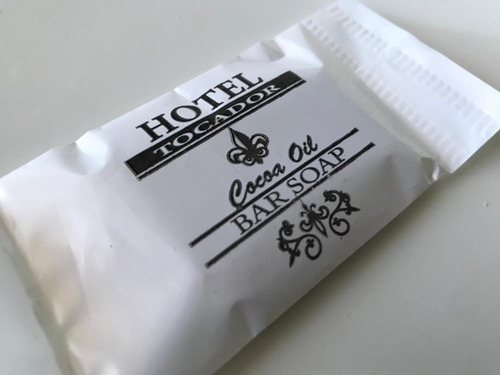 HOTEL
TOCADOR
Cocoa Oil
BAR SOAP